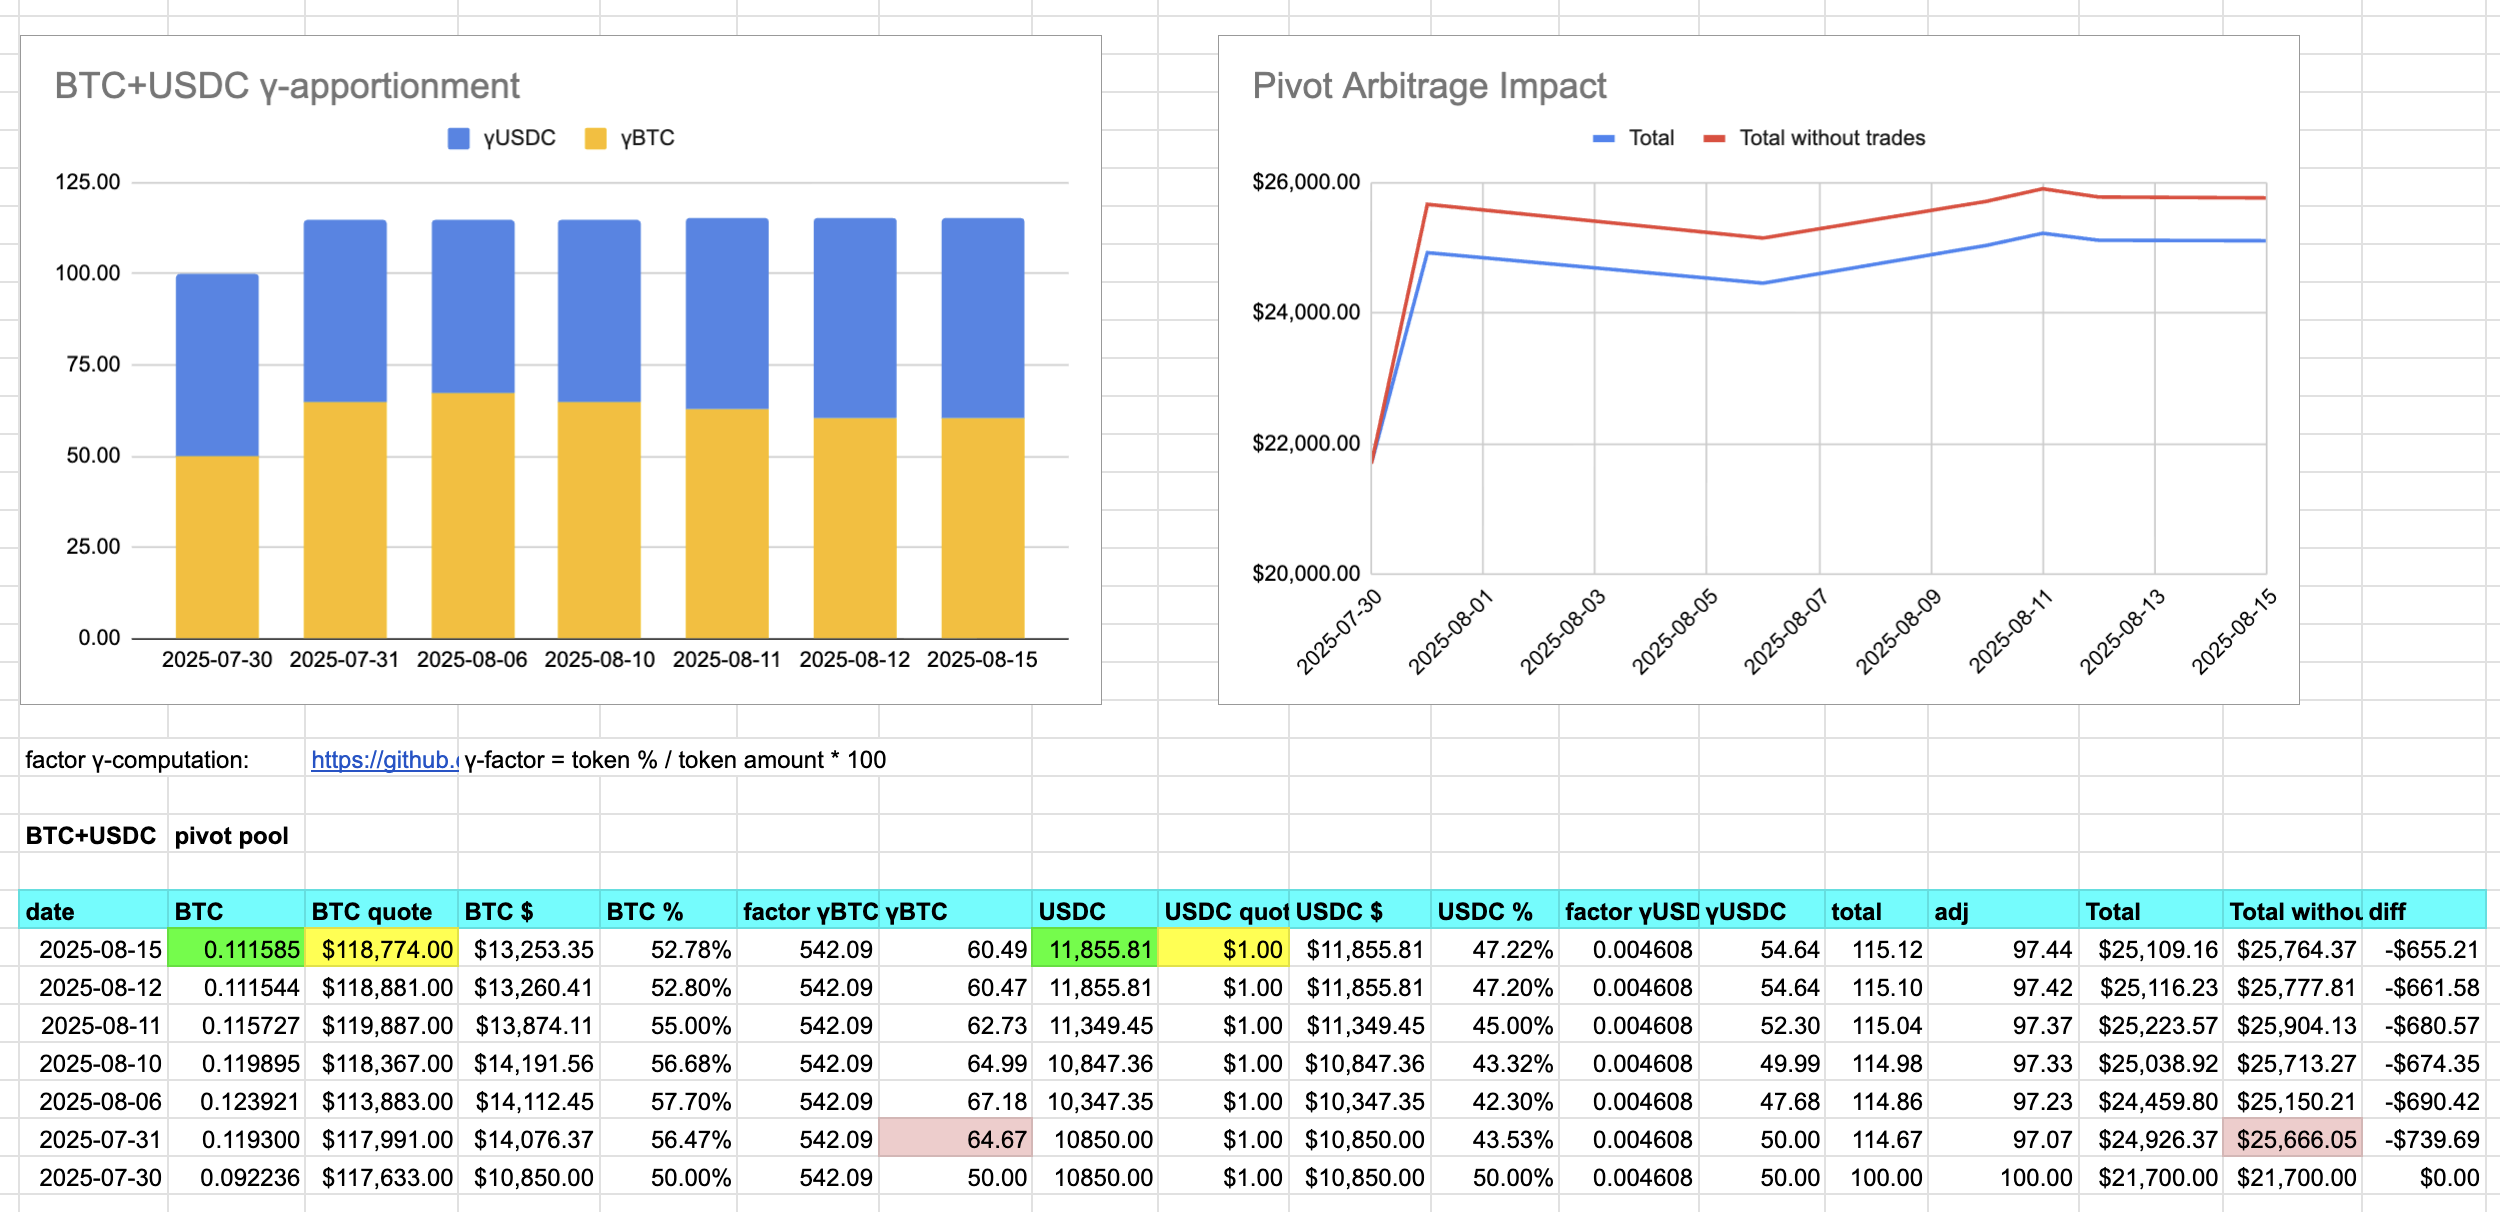 BTC+USDC γ-apportionment
γUSDC γBTC
125.00
100.00
75.00
50.00
25.00
0.00
2025-07-30 2025-07-31 2025-08-06 2025-08-10 2025-08-11 2025-08-12 2025-08-15
Pivot Arbitrage Impact
Total Total without trades
$26,000.00
$24,000.00
$22,000.00
$20,000.00
2025-07-30 2025-08-01 2025-08-03 2025-08-05 2025-08-07 2025-08-09 2025-08-11 2025-08-13 2025-08-15
factor γ-computation: https://github. γ-factor = token % / token amount * 100
BTC+USDC pivot pool
date BTC BTC quote BTC $ BTC % factor γBTC γBTC USDC USDC quot USDC $ USDC % factor γUSD γUSDC total adj Total Total withou diff
2025-08-15 0.111585 $118,774.00 $13,253.35 52.78% 542.09 60.49 11,855.81 $1.00 $11,855.81 47.22% 0.004608 54.64 115.12 97.44 $25,109.16 $25,764.37 -$655.21
2025-08-12 0.111544 $118,881.00 $13,260.41 52.80% 542.09 60.47 11,855.81 $1.00 $11,855.81 47.20% 0.004608 54.64 115.10 97.42 $25,116.23 $25,777.81 -$661.58
2025-08-11 0.115727 $119,887.00 $13,874.11 55.00% 542.09 62.73 11,349.45 $1.00 $11,349.45 45.00% 0.004608 52.30 115.04 97.37 $25,223.57 $25,904.13 -$680.57
2025-08-10 0.119895 $118,367.00 $14,191.56 56.68% 542.09 64.99 10,847.36 $1.00 $10,847.36 43.32% 0.004608 49.99 114.98 97.33 $25,038.92 $25,713.27 -$674.35
2025-08-06 0.123921 $113,883.00 $14,112.45 57.70% 542.09 67.18 10,347.35 $1.00 $10,347.35 42.30% 0.004608 47.68 114.86 97.23 $24,459.80 $25,150.21 -$690.42
2025-07-31 0.119300 $117,991.00 $14,076.37 56.47% 542.09 64.67 10850.00 $1.00 $10,850.00 43.53% 0.004608 50.00 114.67 97.07 $24,926.37 $25,666.05 -$739.69
2025-07-30 0.092236 $117,633.00 $10,850.00 50.00% 542.09 50.00 10850.00 $1.00 $10,850.00 50.00% 0.004608 50.00 100.00 100.00 $21,700.00 $21,700.00 $0.00